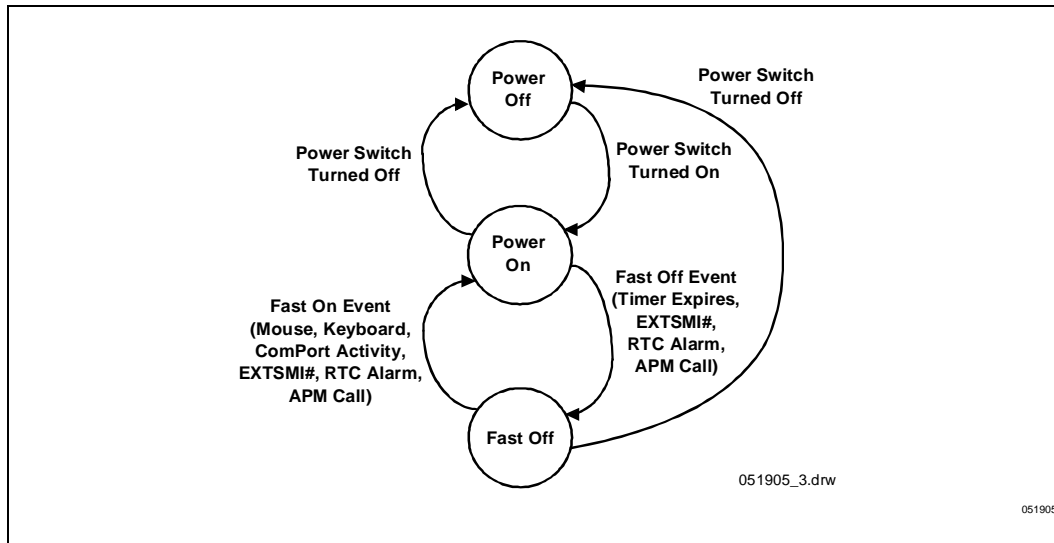 Power
Off
Power Switch
Turned Off
Power Switch
Turned Off
Power Switch
Turned On
Power
On
Fast On Event
(Mouse, Keyboard,
ComPort Activity,
EXTSMI#, RTC Alarm,
APM Call)
Fast Off Event
(Timer Expires,
EXTSMI#,
RTC Alarm,
APM Call)
Fast Off
051905_3.drw
051905